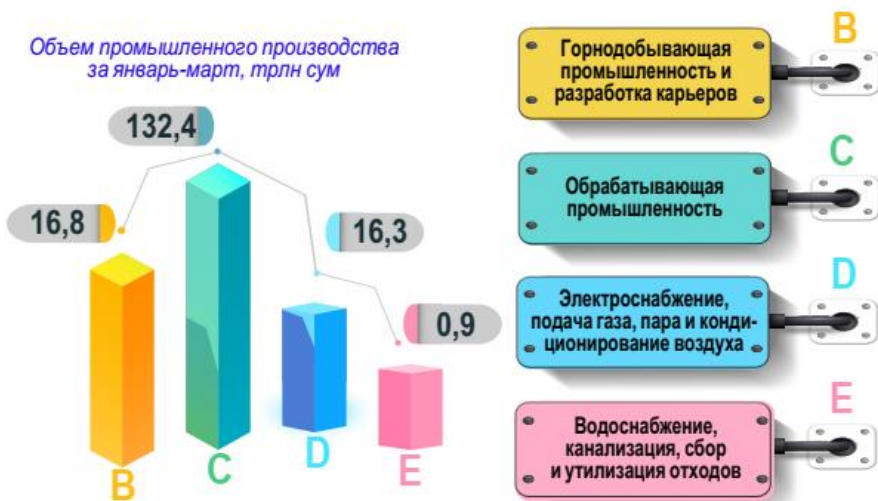 Объем промышленного производства
за январь-март, трлн сум
132,4
16,8
16,3
0,9
B
C
D
E
B
Горнодобывающая
промышленность и
разработка карьеров
C
Обрабатывающая
промышленность
D
Электроснабжение,
подача газа, пара и конди-
ционирование воздуха
E
Водоснабжение,
канализация, сбор
и утилизация отходов